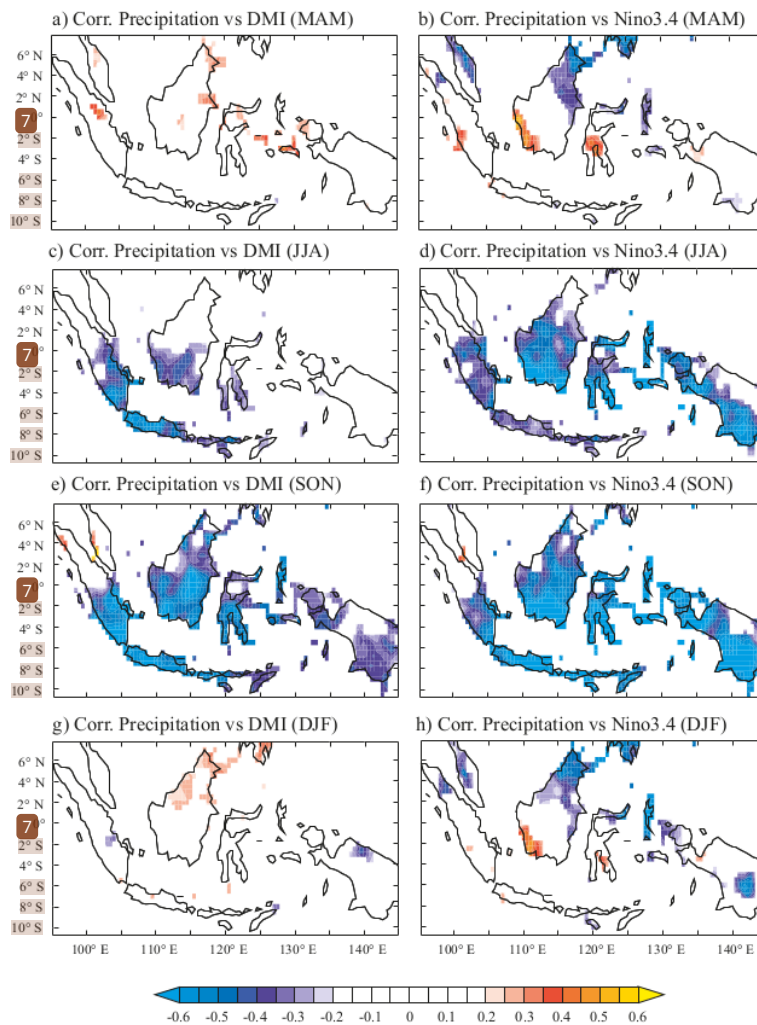 a) Corr. Precipitation vs DMI (MAM)
b) Corr. Precipitation vs Nino3.4 (MAM)
6° N
4° N
2° N
7
2° S
4° S
6° S
8° S
10° S
c) Corr. Precipitation vs DMI (JJA)
d) Corr. Precipitation vs Nino3.4 (JJA)
6° N
4° N
2° N
7
2° S
4° S
6° S
8° S
10° S
e) Corr. Precipitation vs DMI (SON)
f) Corr. Precipitation vs Nino3.4 (SON)
6° N
4° N
2° N
7
2° S
4° S
6° S
8° S
10° S
g) Corr. Precipitation vs DMI (DJF)
h) Corr. Precipitation vs Nino3.4 (DJF)
6° N
4° N
2° N
7
2° S
4° S
6° S
8° S
10° S
100° E 110° E 120° E 130° E 140° E 100° E 110° E 120° E 130° E 140° E
-0.6 -0.5 -0.4 -0.3 -0.2 -0.1 0 0.1 0.2 0.3 0.4 0.5 0.6